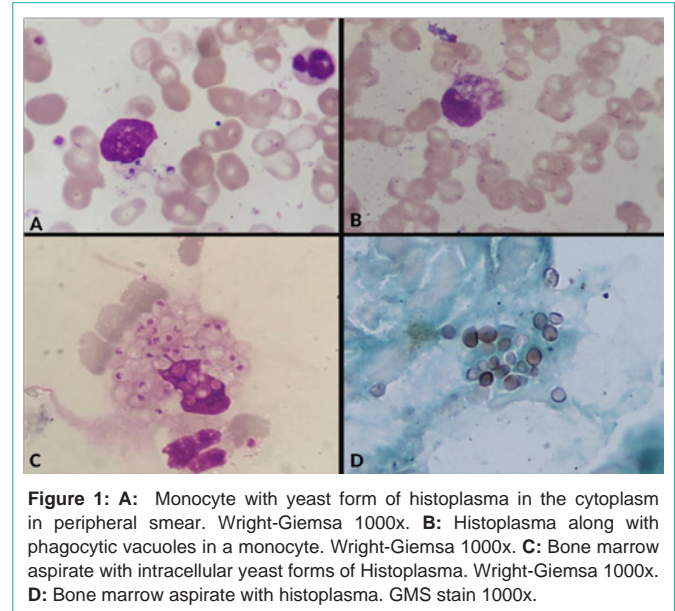 A
B
C
D
Figure 1: A: Monocyte with yeast form of histoplasma in the cytoplasm
in peripheral smear. Wright-Giemsa 1000x. B: Histoplasma along with
phagocytic vacuoles in a monocyte. Wright-Giemsa 1000x. C: Bone marrow
aspirate with intracellular yeast forms of Histoplasma. Wright-Giemsa 1000x.
D: Bone marrow aspirate with histoplasma. GMS stain 1000x.